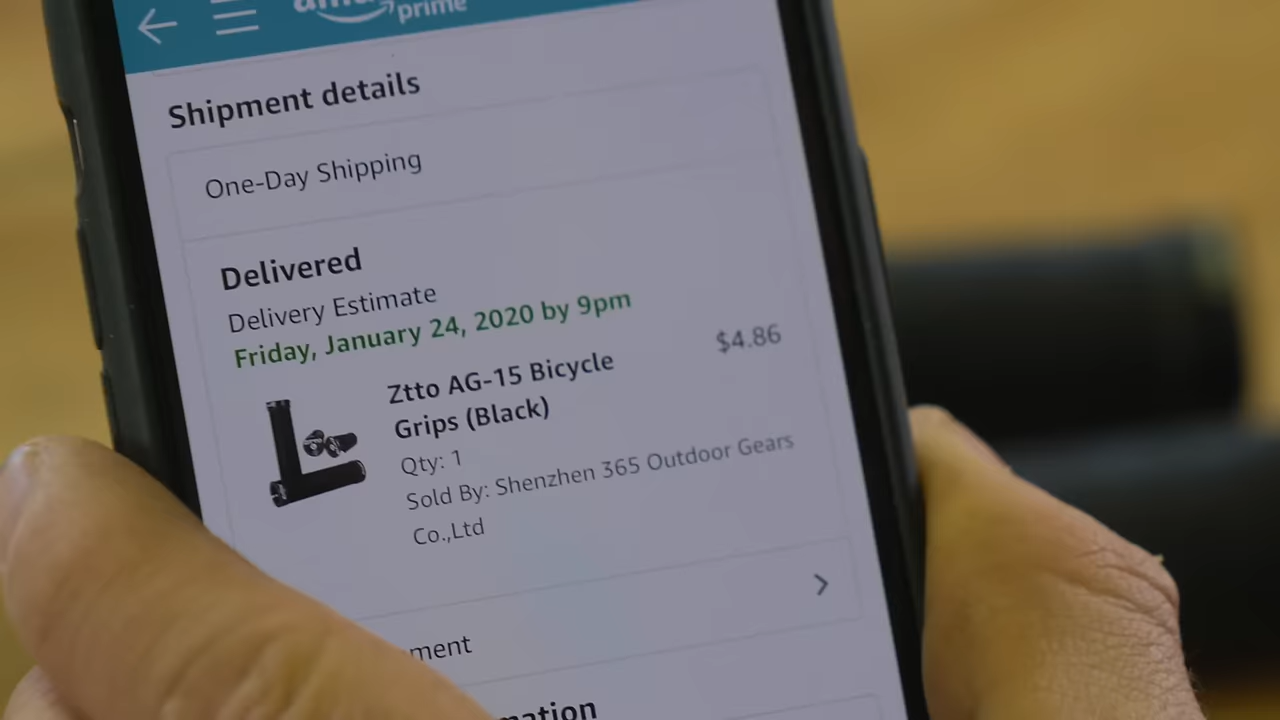 prime
Shipment details
One-Day Shipping
Delivered
Delivery Estimate
Friday, January 24, 2020 by 9pm
$4.86
Ztto AG-15 Bicycle
Grips (Black)
Qty: 1
Sold By: Shenzhen 365 Outdoor Gears
Co.,Ltd